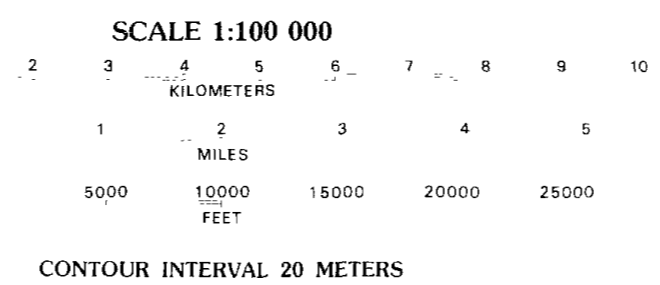 SCALE 1:100 000
2 3 4 5 6 7 8 9 10
KILOMETERS
1 2 3 4 5
MILES
5000 10000 15000 20000 25000
FEET
CONTOUR INTERVAL 20 METERS